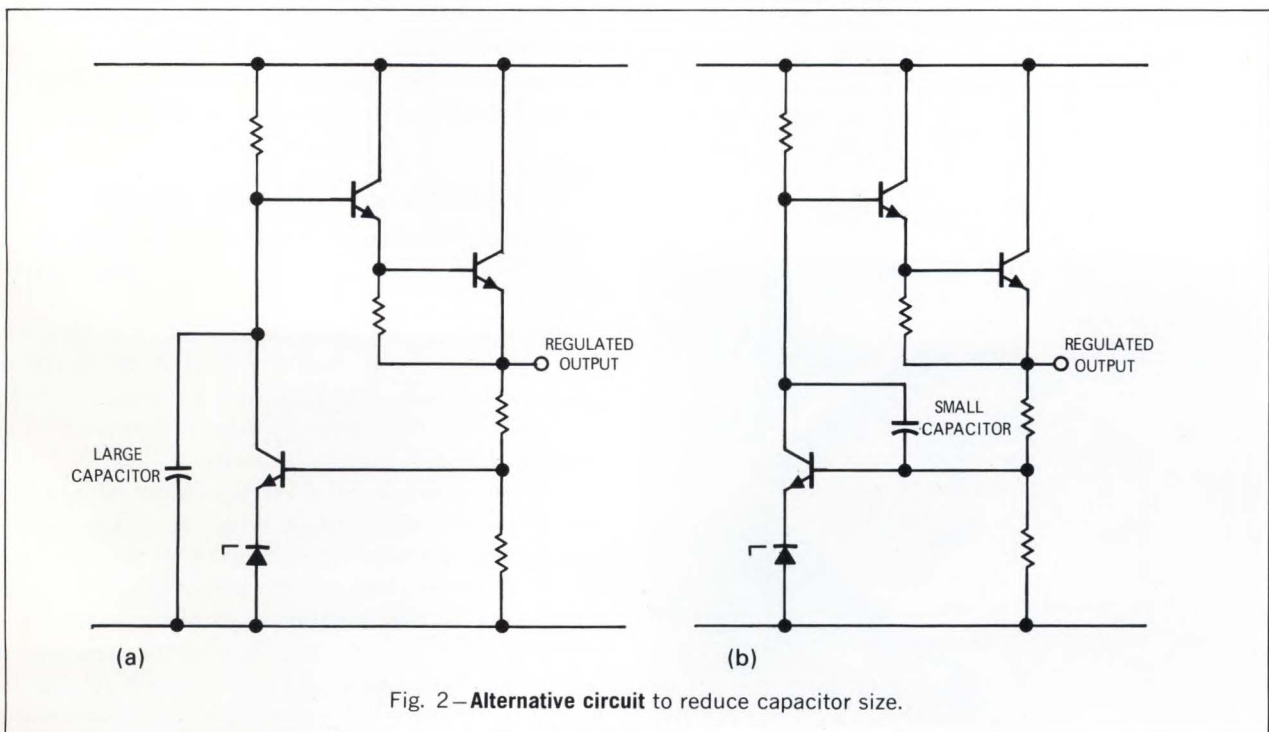 REGULATED
OUTPUT
LARGE
CAPACITOR
(a)
REGULATED
OUTPUT
SMALL
CAPACITOR
(b)
Fig. 2—Alternative circuit to reduce capacitor size.